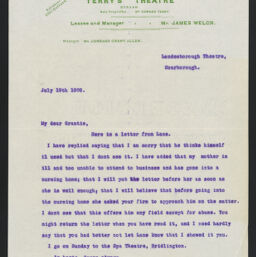 TERRY'S THEATRE
Lessee and Manager Mr. JAMES WELCH.
Londesborough Theatre,
Scarborough.
July 18th 1908.
My dear Grantie,
Here is a letter from Lane.
I have replied saying that I am sorry that he thinks himself
ill used but that I dont see it. I have added that my mother is
ill and too unable to attend to business and has gone into a
nursing home; that I will put the letter before her as soon as
she is well enough; that I will believe that before going into
the nursing home she asked your firm to approach him on the matter.
I dont see that this offers him any field except for abuse. You
might return the letter when you have read it, and I need hardly
say that you had better not let Lane know that I showed it you.
I go on Sunday to the Spa Theatre, Bridlington.